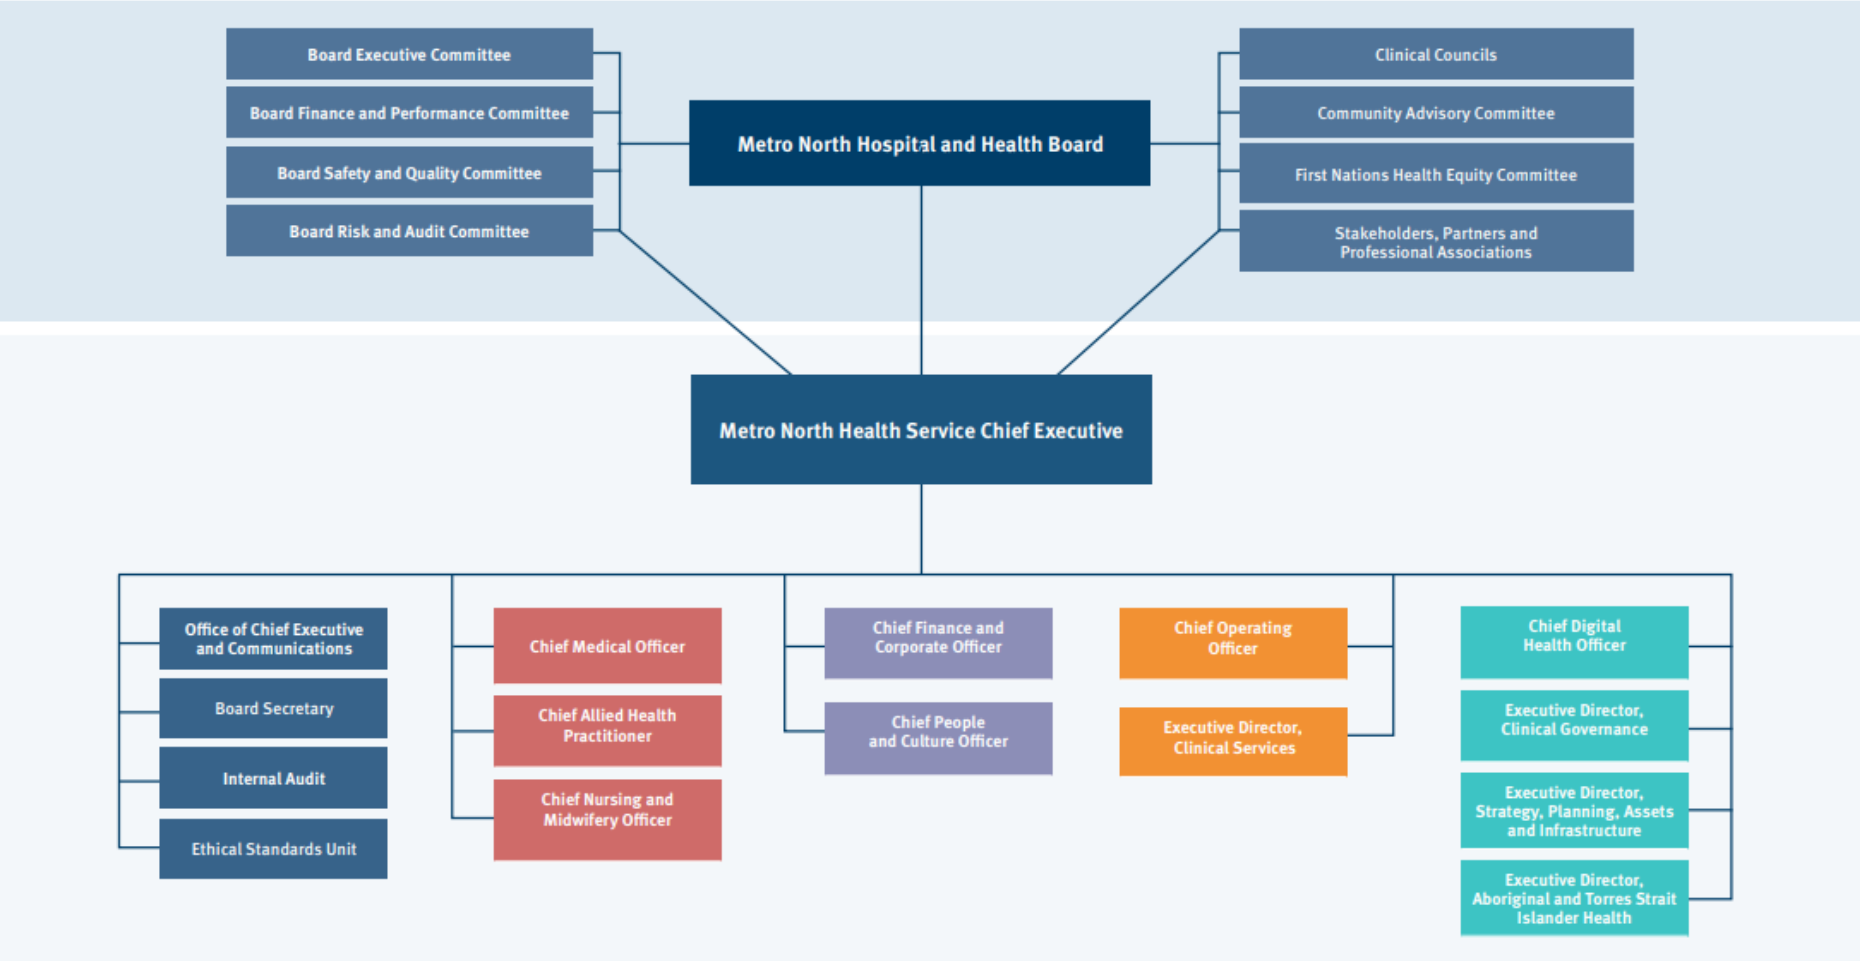 Board Executive Committee
Board Finance and Performance Committee
Board Safety and Quality Committee
Board Risk and Audit Committee
Metro North Hospital and Health Board
Clinical Councils
Community Advisory Committee
First Nations Health Equity Committee
Stakeholders, Partners and
Professional Associations
Metro North Health Service Chief Executive
Office of Chief Executive
and Communications
Board Secretary
Internal Audit
Ethical Standards Unit
Chief Medical Officer
Chief Allied Health
Practitioner
Chief Nursing and
Midwifery Officer
Chief Finance and
Corporate Officer
Chief People
and Culture Officer
Chief Operating
Officer
Executive Director,
Clinical Services
Chief Digital
Health Officer
Executive Director,
Clinical Governance
Executive Director,
Strategy, Planning, Assets
and Infrastructure
Executive Director,
Aboriginal and Torres Strait
Islander Health